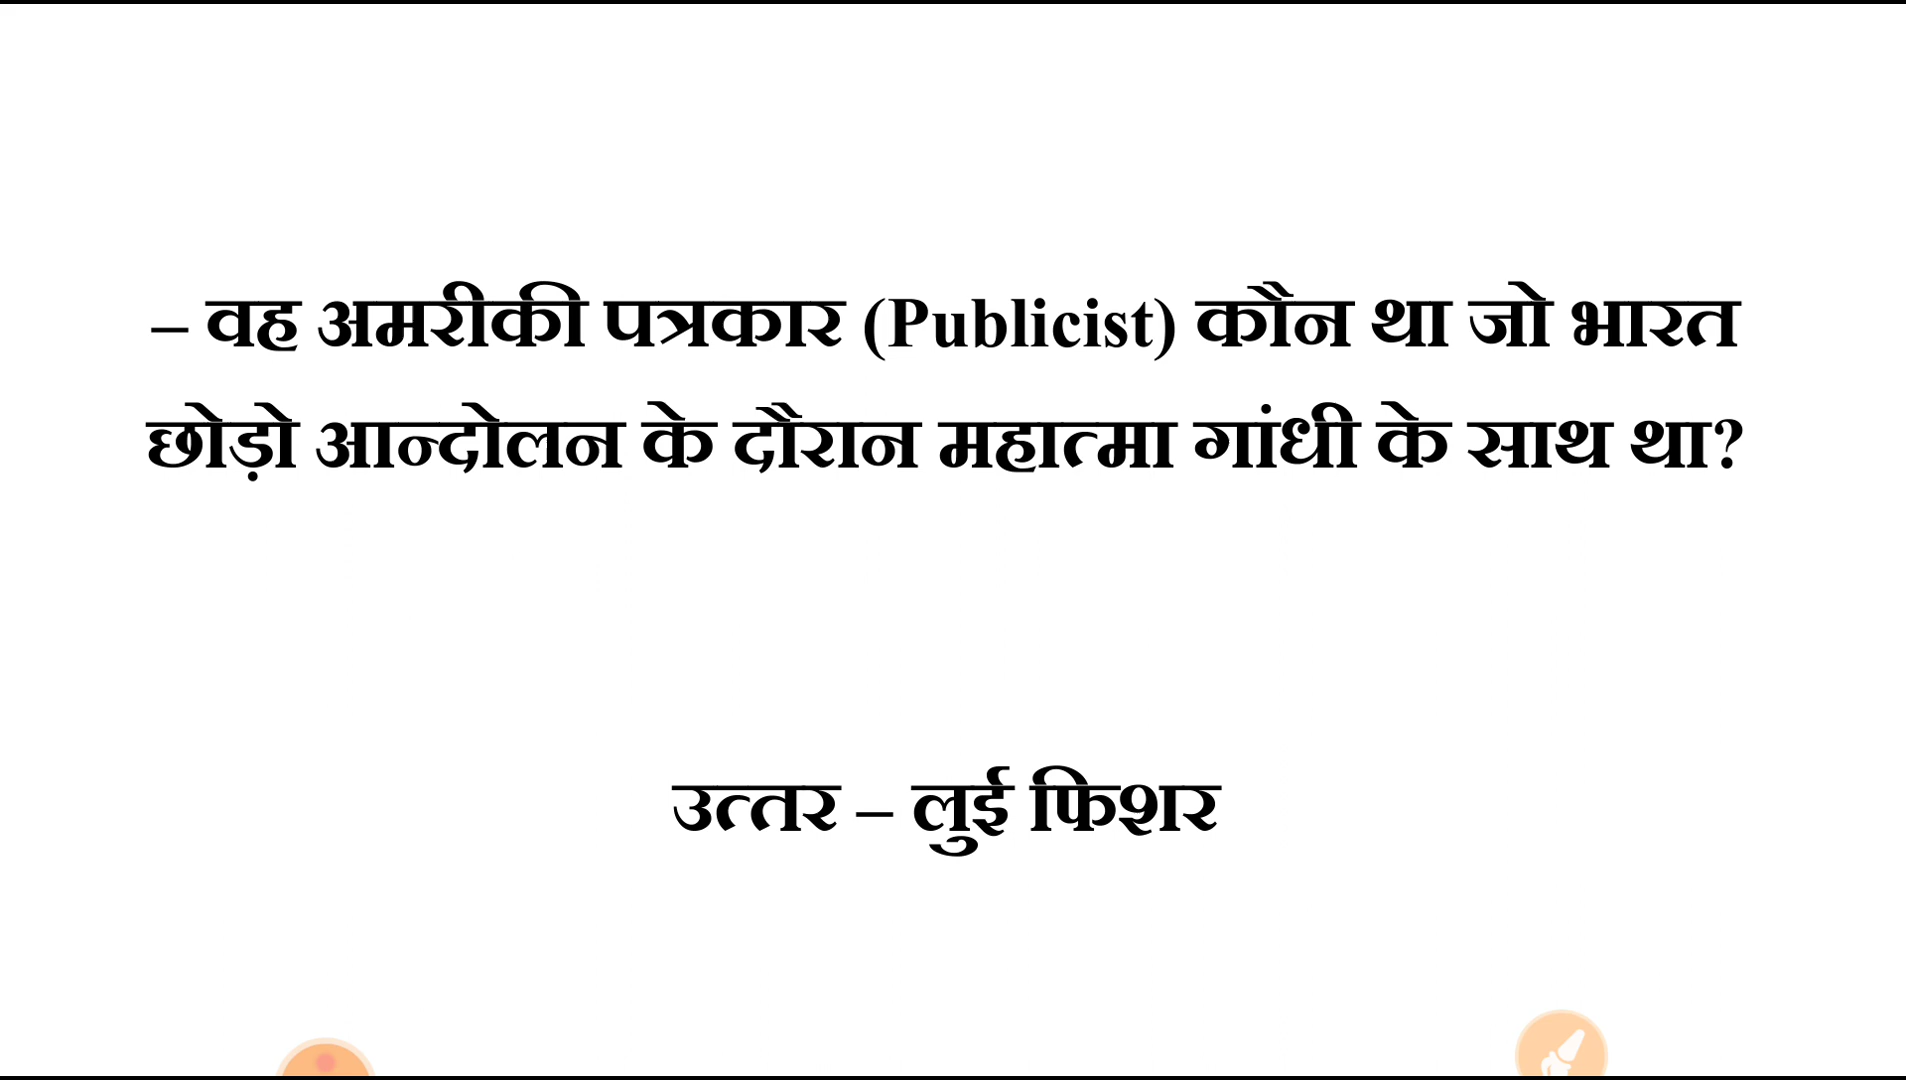 – वह अमरीकी पत्रकार (Publicist) कौन था जो भारत
छोड़ो आन्दोलन के दौरान महात्मा गांधी के साथ था?
उत्तर – लुई फिशर